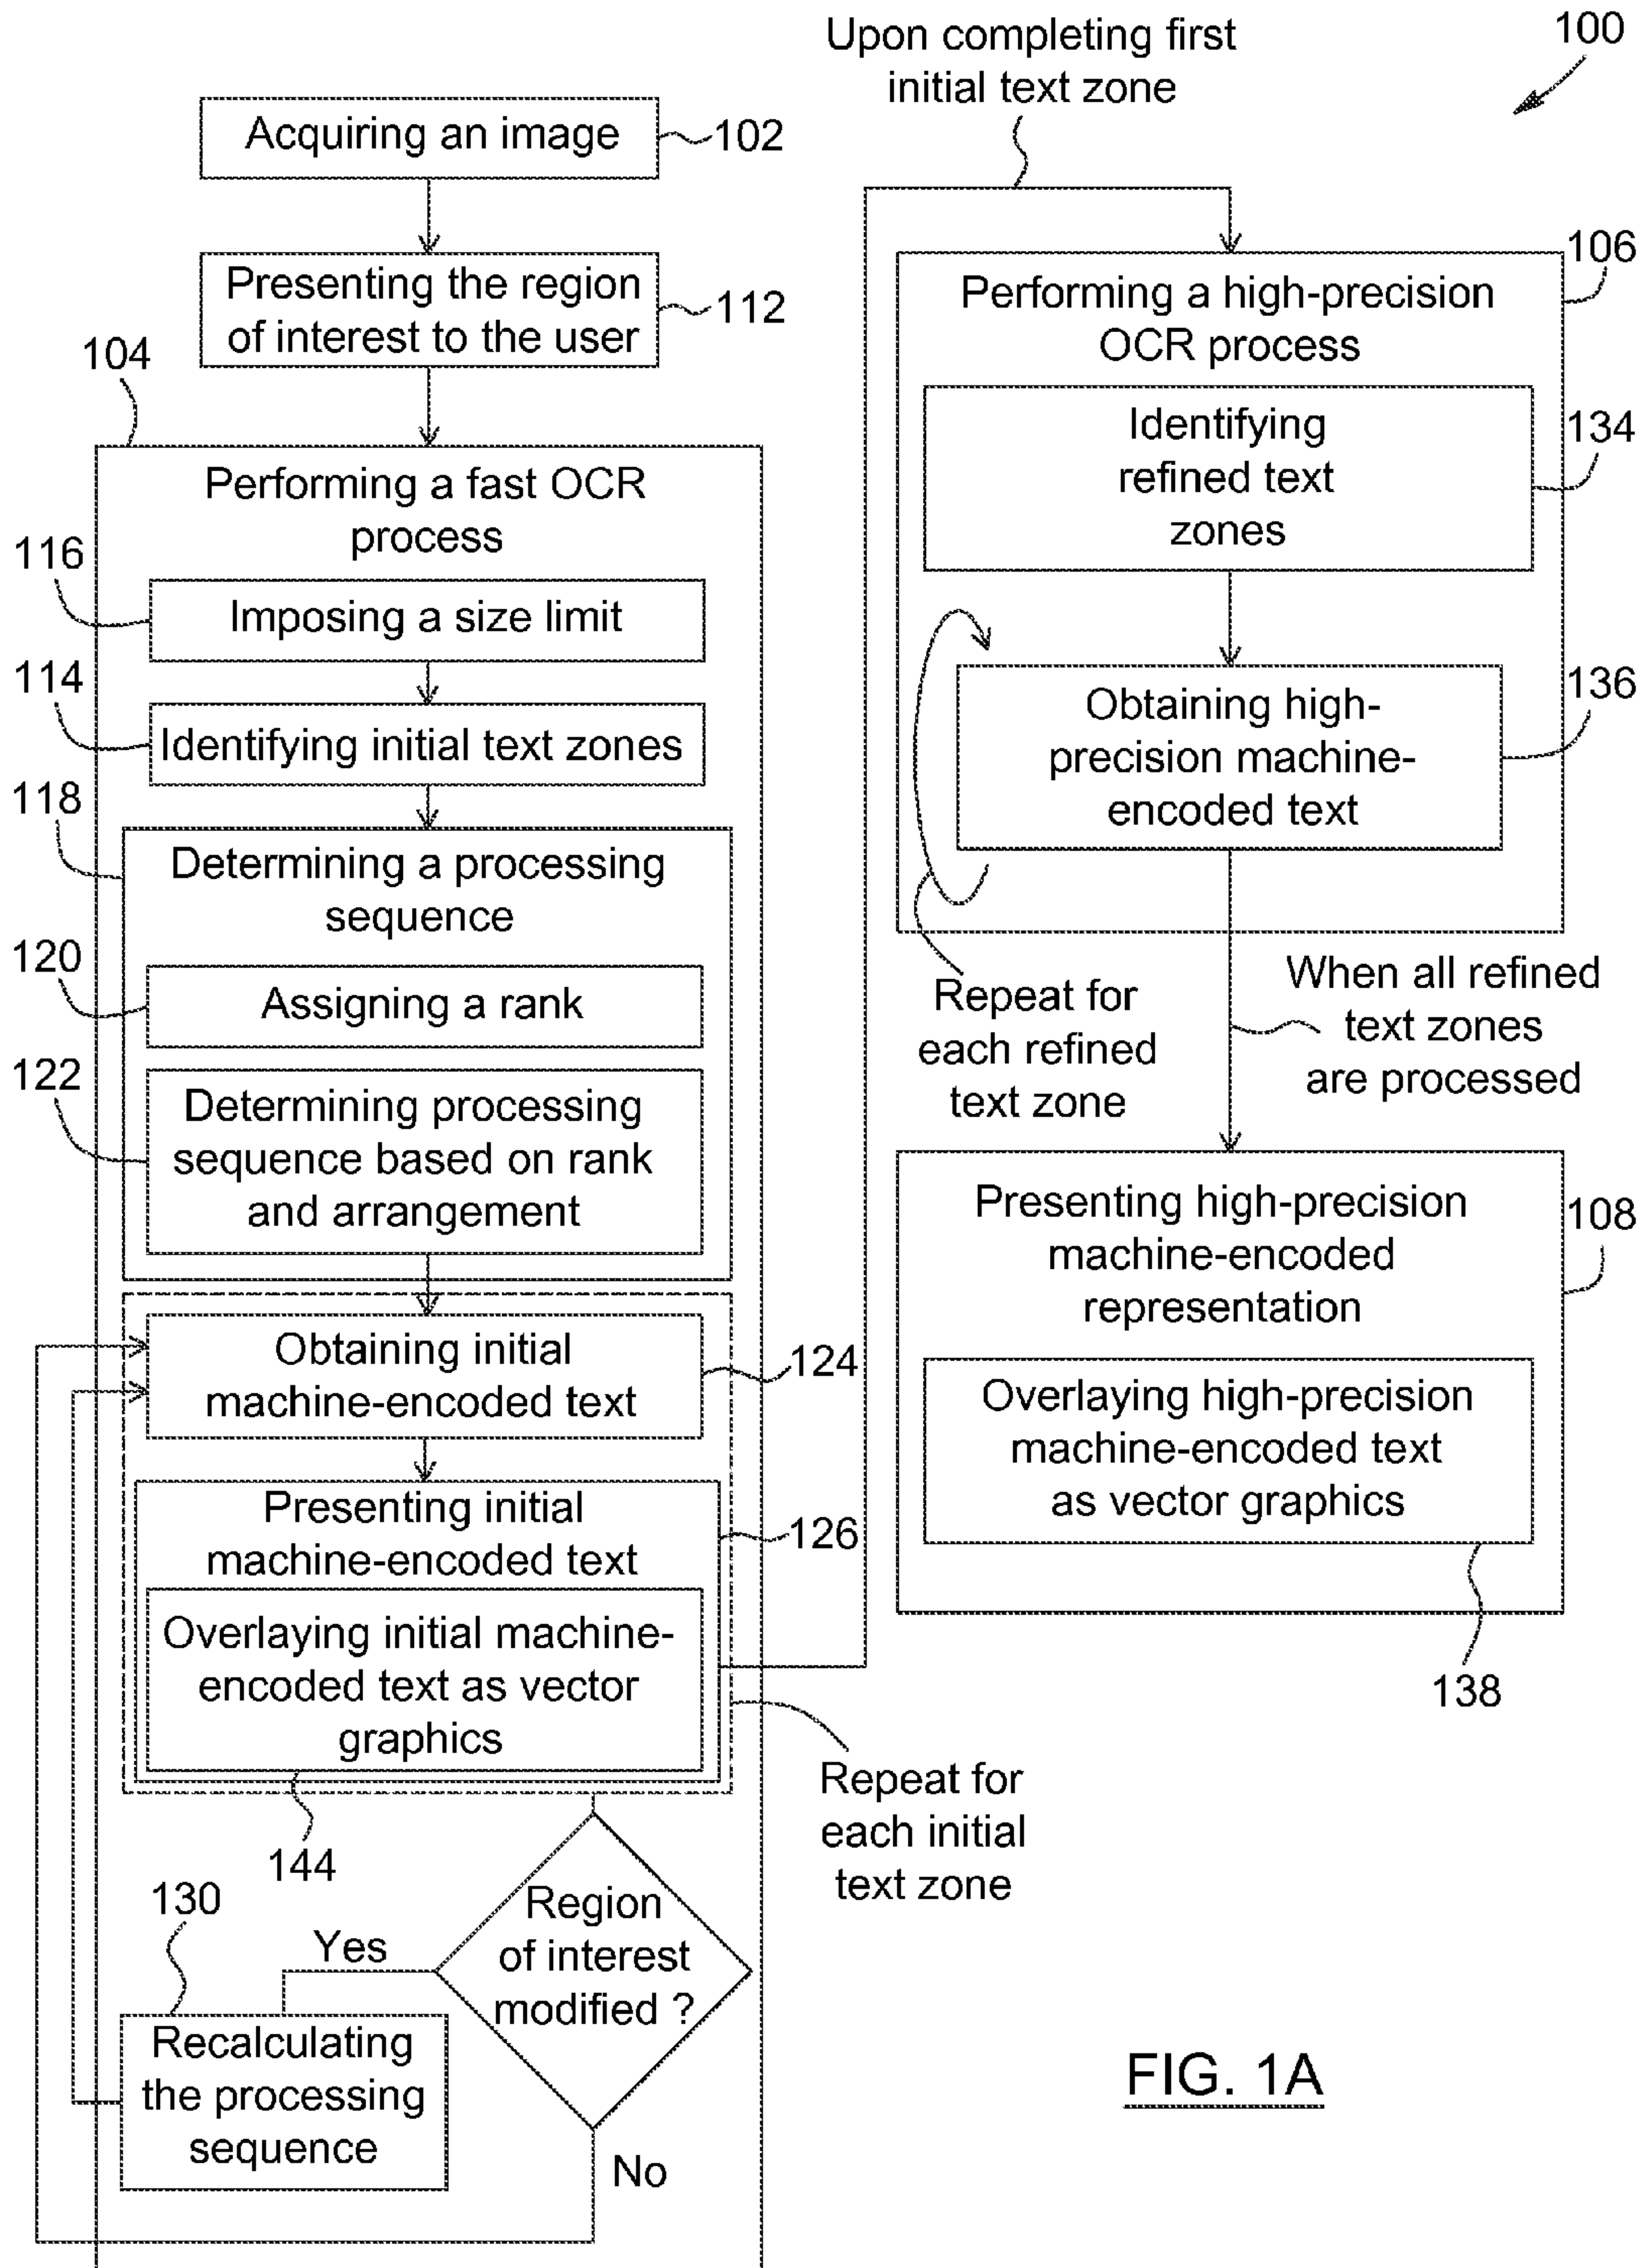 Upon completing first
initial text zone
100
Acquiring an image
102
Presenting the region
of interest to the user
112
104
Performing a fast OCR
process
116
Imposing a size limit
114
Identifying initial text zones
118
Determining a processing
sequence
120
Assigning a rank
122
Determining processing
sequence based on rank
and arrangement
Obtaining initial
machine-encoded text
124
Presenting initial
machine-encoded text
126
Overlaying initial machine-
encoded text as vector
graphics
144
Repeat for
each initial
text zone
Region
of interest
modified ?
Yes
130
Recalculating
the processing
sequence
No
106
Performing a high-precision
OCR process
Identifying
refined text
zones
134
Obtaining high-
precision machine-
encoded text
136
Repeat for
each refined
text zone
When all refined
text zones
are processed
Presenting high-precision
machine-encoded
representation
108
Overlaying high-precision
machine-encoded text
as vector graphics
138
FIG. 1A